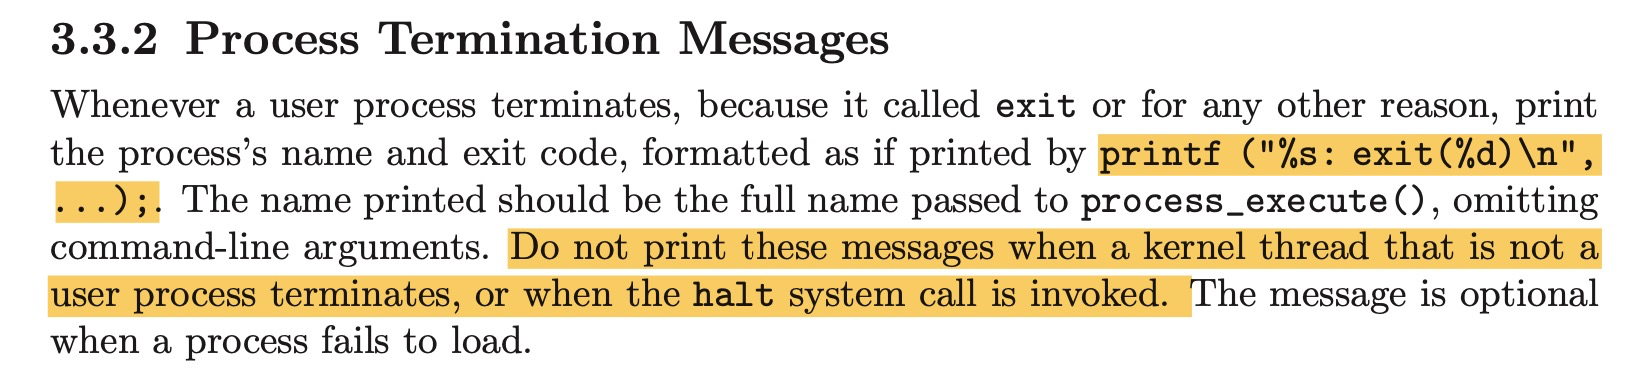 3.3.2 Process Termination Messages
Whenever a user process terminates, because it called exit or for any other reason, print
the process’s name and exit code, formatted as if printed by printf ("%s: exit(%d)\n",
...);. The name printed should be the full name passed to process_execute(), omitting
command-line arguments. Do not print these messages when a kernel thread that is not a
user process terminates, or when the halt system call is invoked. The message is optional
when a process fails to load.